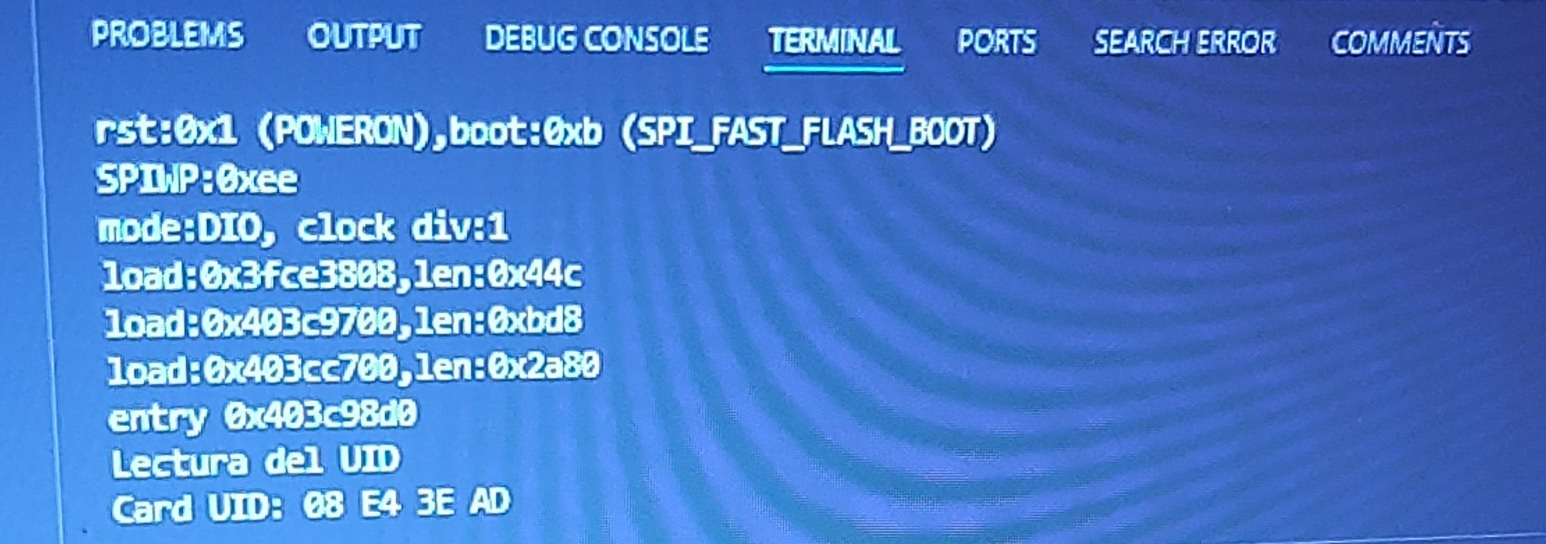 PROBLEMS OUTPUT DEBUG CONSOLE TERMINAL PORTS SEARCH ERROR COMMENTS
rst:0x1 (POWERON),boot:0xb (SPI_FAST_FLASH_BOOT)
SPIWP:0xee
mode:DIO, clock div:1
load:0x3fce3808,len:0x44c
load:0x403c9700,len:0xbd8
load:0x403cc700,len:0x2a80
entry 0x403c98d0
Lectura del UID
Card UID: 08 E4 3E AD